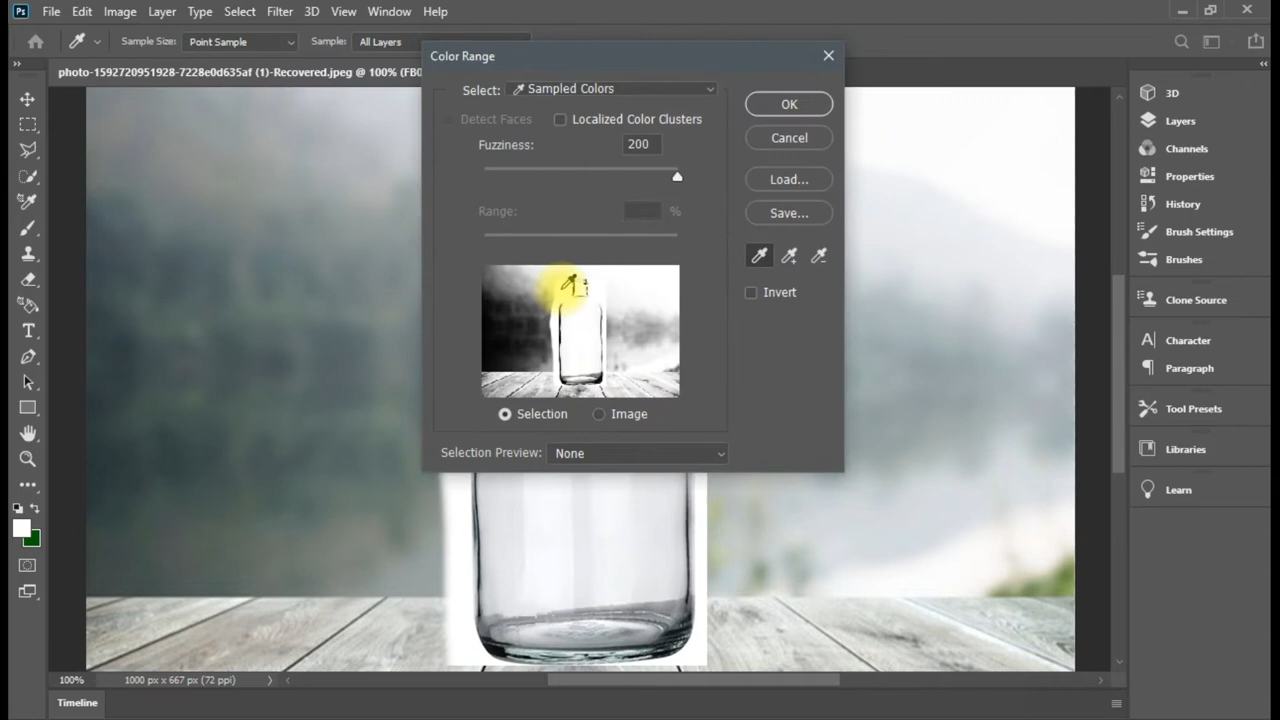 Ps File Edit Image Layer Type Select Filter 3D View Window Help
Sample Size: Point Sample Sample: All Layers
photo-1592720951928-7228e0d635af (1)-Recovered.jpeg @ 100% (FB0
Color Range
Select: Sampled Colors
Detect Faces Localized Color Clusters
Fuzziness: 200
Range: %
Selection Image
Selection Preview: None
OK
Cancel
Load...
Save...
Invert
3D
Layers
Channels
Properties
History
Brush Settings
Brushes
Clone Source
Character
Paragraph
Tool Presets
Libraries
Learn
100% 1000 px x 667 px (72 ppi)
Timeline